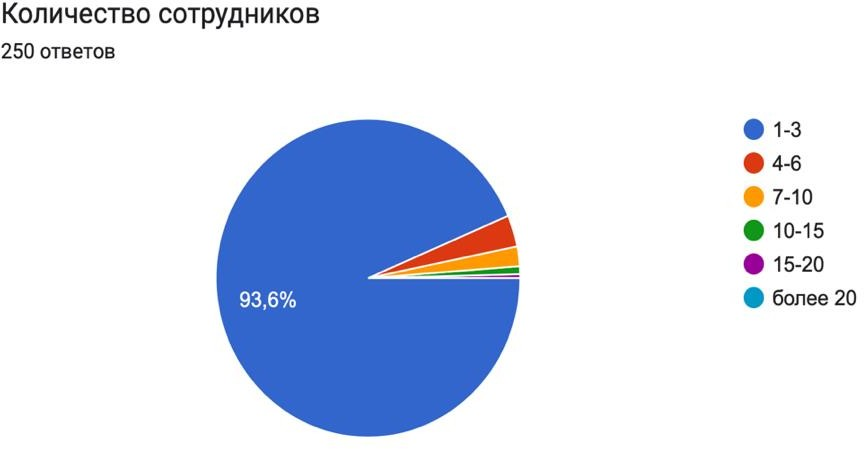 Количество сотрудников
250 ответов
93,6%
1-3
4-6
7-10
10-15
15-20
более 20